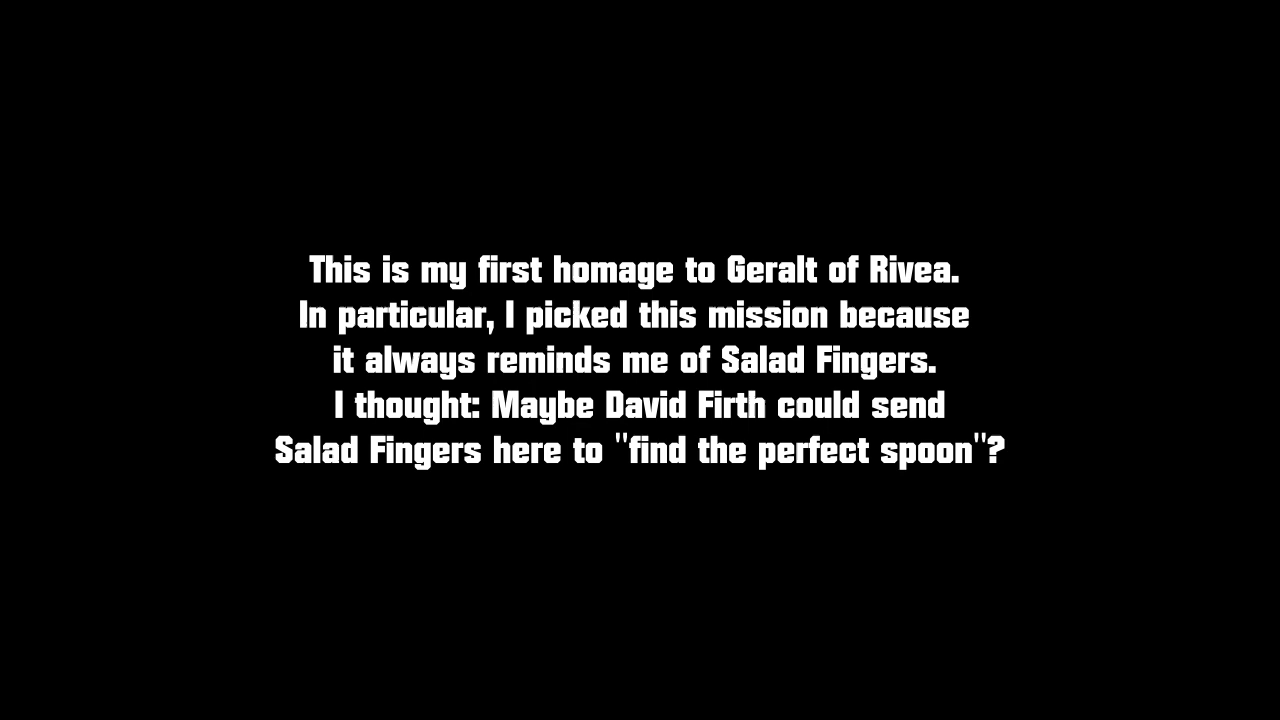 This is my first homage to Geralt of Rivea.
In particular, I picked this mission because
it always reminds me of Salad Fingers.
I thought: Maybe David Firth could send
Salad Fingers here to "find the perfect spoon"?